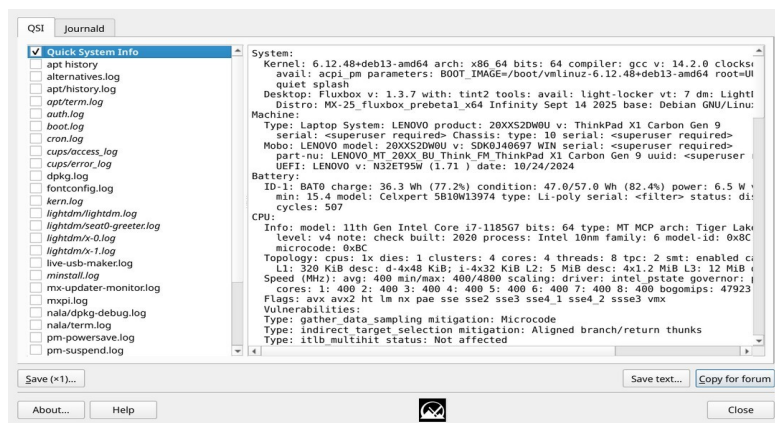 QSI
Journald
Quick System Info
apt history
alternatives.log
apt/history.log
apt/term.log
auth.log
boot.log
cron.log
cups/access_log
cups/error_log
dpkg.log
fontconfig.log
kern.log
lightdm/lightdm.log
lightdm/seat0-greeter.log
lightdm/x-0.log
lightdm/x-1.log
live-usb-maker.log
minstall.log
mx-updater-monitor.log
mxpi.log
nala/dpkg-debug.log
nala/term.log
pm-powersave.log
pm-suspend.log
System:
Kernel: 6.12.48+deb13-amd64 arch: x86_64 bits: 64 compiler: gcc v: 14.2.0
avail: acpi_pm parameters: BOOT_IMAGE=/boot/vmlinuz-6.12.48+deb13-amd64
quiet splash
Desktop: Fluxbox v: 1.3.7 with: tint2 tools: avail: light-locker vt: 7 dm:
Distro: MX-25_fluxbox_prebeta1_x64 Infinity Sept 14 2025 base: Debian
Machine:
Type: Laptop System: LENOVO product: 20XXS2DW0U v: ThinkPad X1 Carbon Gen 9
serial: <superuser required> Chassis: type: 10 serial: <superuser required>
Mobo: LENOVO model: 20XXS2DW0U v: SDK0J40697 WIN serial: <superuser required>
part-nu: LENOVO_MT_20XX_BU_Think_FM_ThinkPad X1 Carbon Gen 9 uuid: <superuser
UEFI: LENOVO v: N32ET95W (1.71 ) date: 10/24/2024
Battery:
ID-1: BAT0 charge: 36.3 Wh (77.2%) condition: 47.0/57.0 Wh (82.4%) power: 6.5 W
min: 15.4 model: Celxpert 5B10W13974 type: Li-poly serial: <filter> status:
cycles: 507
CPU:
Info: model: 11th Gen Intel Core i7-1185G7 bits: 64 type: MT MCP arch: Tiger
level: v4 note: check built: 2020 process: Intel 10nm family: 6 model-id: 0x8C
microcode: 0xBC
Topology: cpus: 1x dies: 1 clusters: 4 cores: 4 threads: 8 tpc: 2 smt: enabled
L1: 320 KiB desc: d-4x48 KiB; i-4x32 KiB L2: 5 MiB desc: 4x1.2 MiB L3: 12 MiB
Speed (MHz): avg: 400 min/max: 400/4800 scaling: driver: intel_pstate governor:
cores: 1: 400 2: 400 3: 400 4: 400 5: 400 6: 400 7: 400 8: 400 bogomips: 47923
Flags: avx avx2 ht lm nx pae sse sse2 sse3 sse4_1 sse4_2 ssse3 vmx
Vulnerabilities:
Type: gather_data_sampling mitigation: Microcode
Type: indirect_target_selection mitigation: Aligned branch/return thunks
Type: itlb_multihit status: Not affected
Save (×1)...
Save text...
Copy for forum
About...
Help
Close